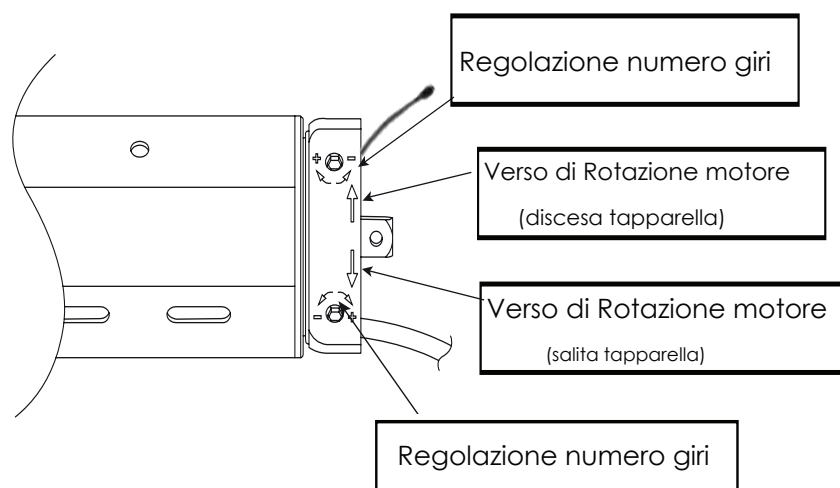 Regolazione numero giri
+ -
Verso di Rotazione motore
(discesa tapparella)
Verso di Rotazione motore
(salita tapparella)
- +
Regolazione numero giri